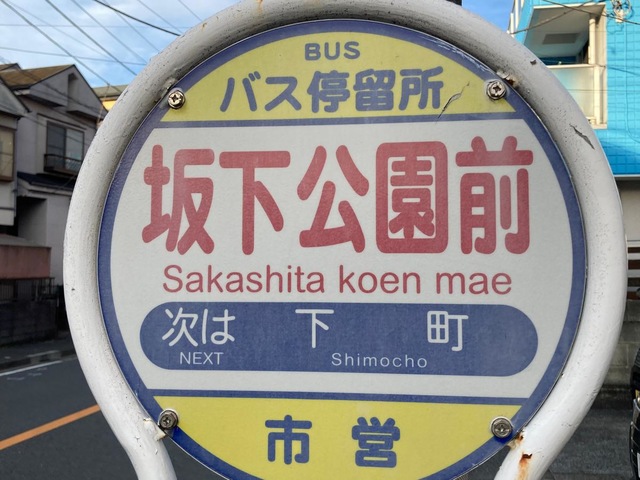 BUS
バス停留所
坂下公園前
Sakashita koen mae
次は 下町
NEXT Shimocho
市営